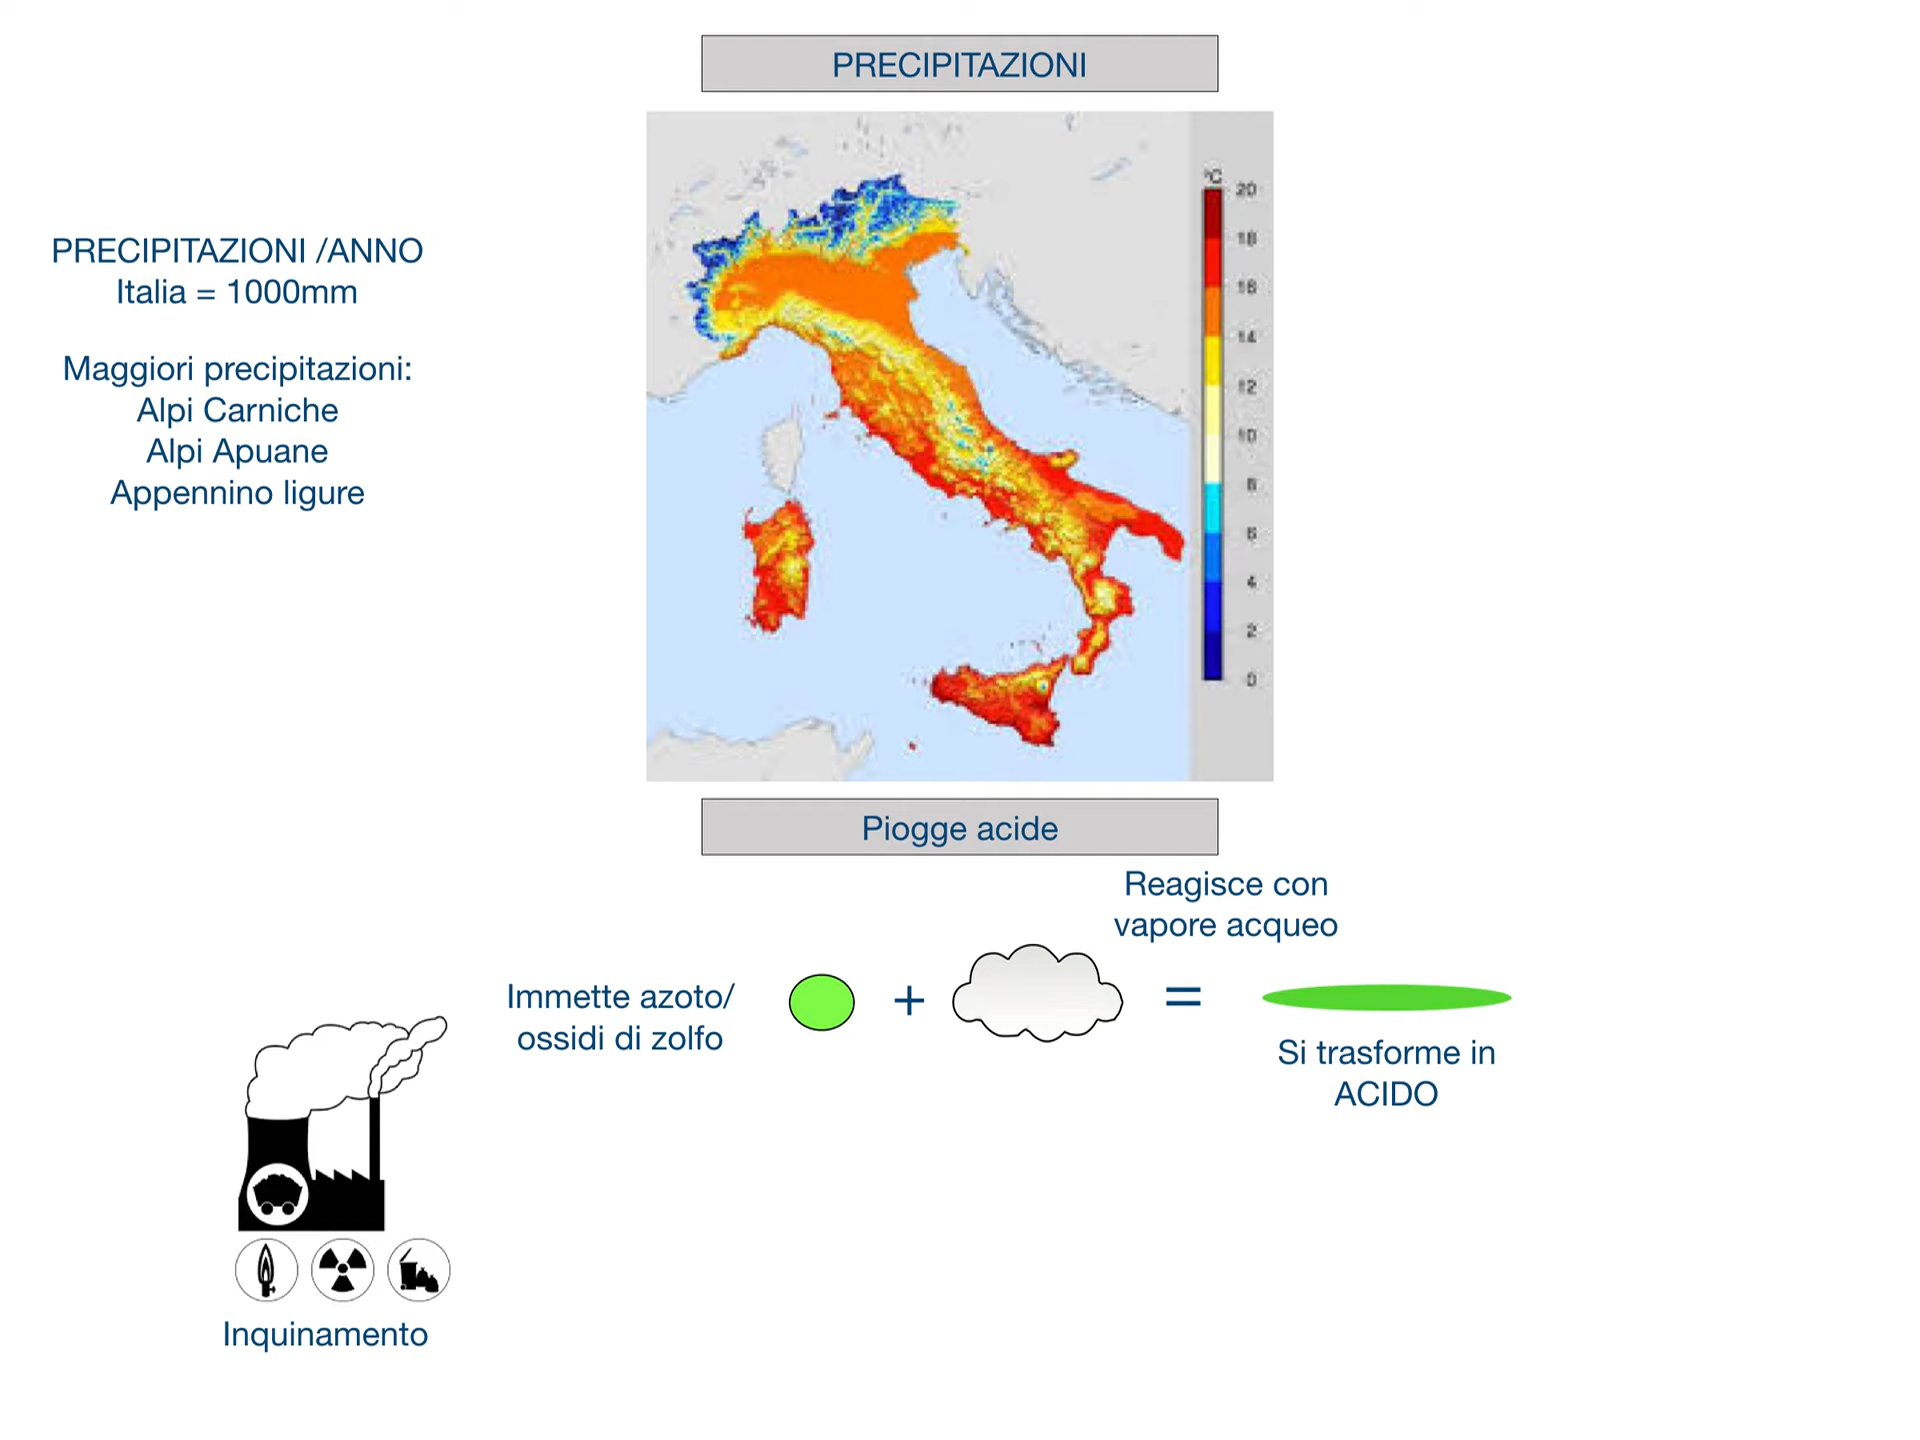 PRECIPITAZIONI
PRECIPITAZIONI /ANNO
Italia = 1000mm
Maggiori precipitazioni:
Alpi Carniche
Alpi Apuane
Appennino ligure
°C
20
18
16
14
12
10
8
6
4
2
0
Piogge acide
Reagisce con
vapore acqueo
Immette azoto/
ossidi di zolfo
+
=
Si trasforme in
ACIDO
Inquinamento